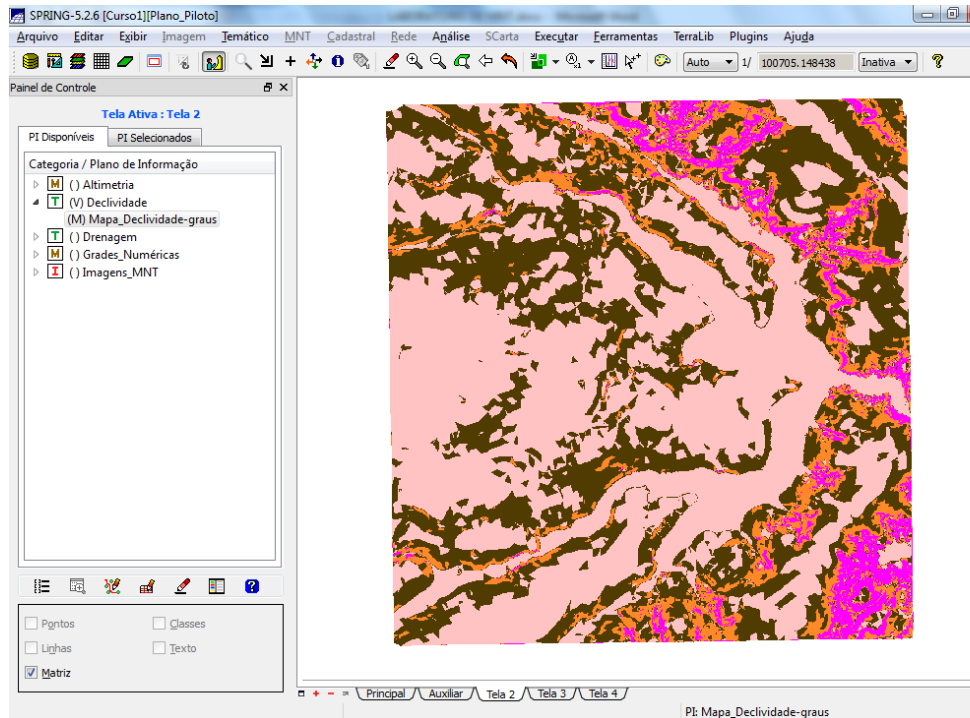 SPRING-5.2.6 [Curso1][Plano_Piloto]
Arquivo Editar Exibir Imagem Temático MNT Cadastral Rede Análise SCarta Executar Ferramentas TerraLib Plugins Ajuda
Auto 1/ 100705.148438 Inativa
Painel de Controle
Tela Ativa : Tela 2
PI Disponíveis PI Selecionados
Categoria / Plano de Informação
M ( ) Altimetria
T (V) Declividade
(M) Mapa_Declividade-graus
T ( ) Drenagem
M ( ) Grades_Numéricas
I ( ) Imagens_MNT
Pontos Classes
Linhas Texto
Matriz
Principal Auxiliar Tela 2 Tela 3 Tela 4
PI: Mapa_Declividade-graus